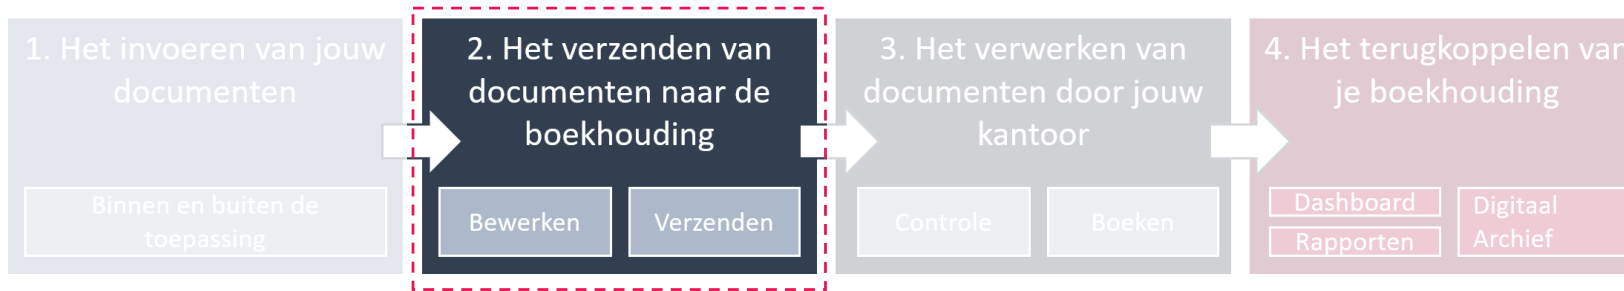 1. Het invoeren van jouw
documenten
Binnen en buiten de
toepassing
2. Het verzenden van
documenten naar de
boekhouding
Bewerken
Verzenden
3. Het verwerken van
documenten door jouw
kantoor
Controle
Boeken
4. Het terugkoppelen van
je boekhouding
Dashboard
Rapporten
Digitaal
Archief